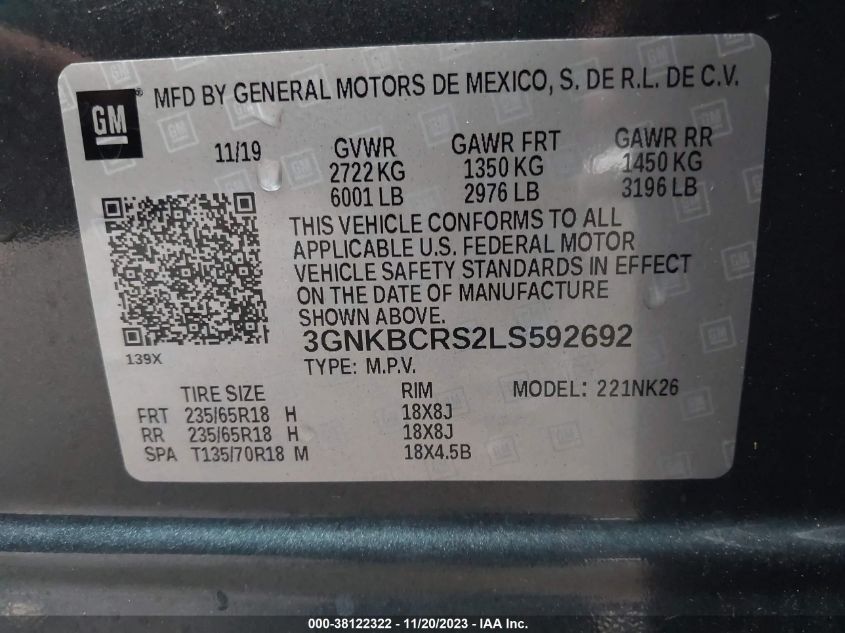 GM MFD BY GENERAL MOTORS DE MEXICO, S. DE R.L. DE C.V.
11/19 GVWR GAWR FRT GAWR RR
2722 KG 1350 KG 1450 KG
6001 LB 2976 LB 3196 LB
THIS VEHICLE CONFORMS TO ALL
APPLICABLE U.S. FEDERAL MOTOR
VEHICLE SAFETY STANDARDS IN EFFECT
ON THE DATE OF MANUFACTURE
SHOWN ABOVE.
3GNKBCRS2LS592692
139X TYPE: M.P.V.
TIRE SIZE RIM MODEL: 221NK26
FRT 235/65R18 H 18X8J
RR 235/65R18 H 18X8J
SPA T135/70R18 M 18X4.5B
000-38122322 - 11/20/2023 - IAA Inc.